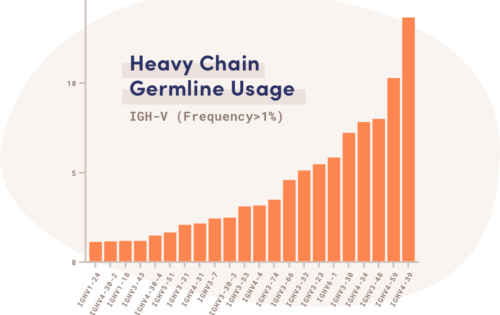 Heavy Chain
Germline Usage
IGH-V (Frequency>1%)
10
5
0
IGHV1-24
IGHV4-30-2
IGHV1-18
IGHV3-43
IGHV4-30-4
IGHV5-51
IGHV3-21
IGHV4-31
IGHV3-7
IGHV3-30-3
IGHV3-53
IGHV4-4
IGHV3-74
IGHV3-66
IGHV3-33
IGHV3-23
IGHV6-1
IGHV3-30
IGHV4-34
IGHV3-48
IGHV4-59
IGHV4-39